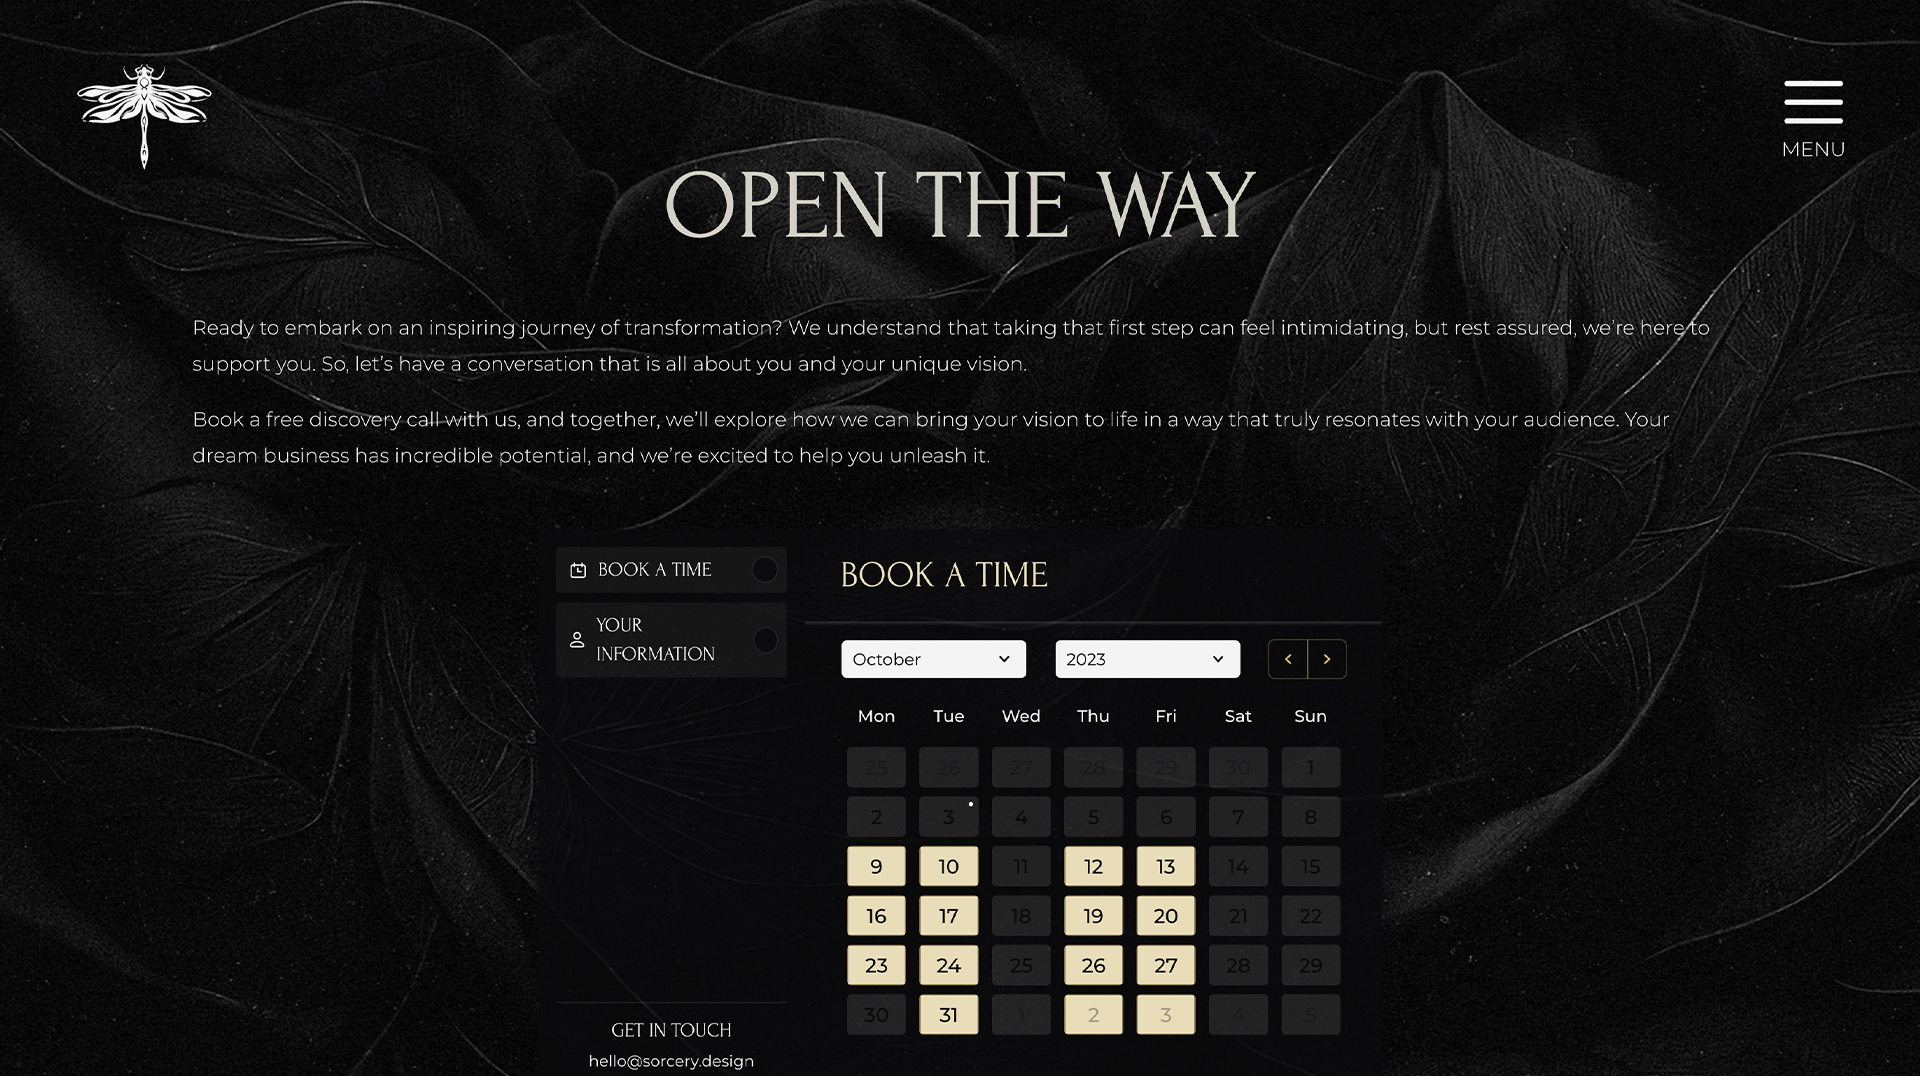 MENU
OPEN THE WAY
Ready to embark on an inspiring journey of transformation? We understand that taking that first step can feel intimidating, but rest assured, we’re here to
support you. So, let’s have a conversation that is all about you and your unique vision.
Book a free discovery call with us, and together, we’ll explore how we can bring your vision to life in a way that truly resonates with your audience. Your
dream business has incredible potential, and we’re excited to help you unleash it.
BOOK A TIME
YOUR
INFORMATION
GET IN TOUCH
hello@sorcery.design
BOOK A TIME
October 2023
Mon Tue Wed Thu Fri Sat Sun
25 26 27 28 29 30 1
2 3 4 5 6 7 8
9 10 11 12 13 14 15
16 17 18 19 20 21 22
23 24 25 26 27 28 29
30 31 1 2 3 4 5